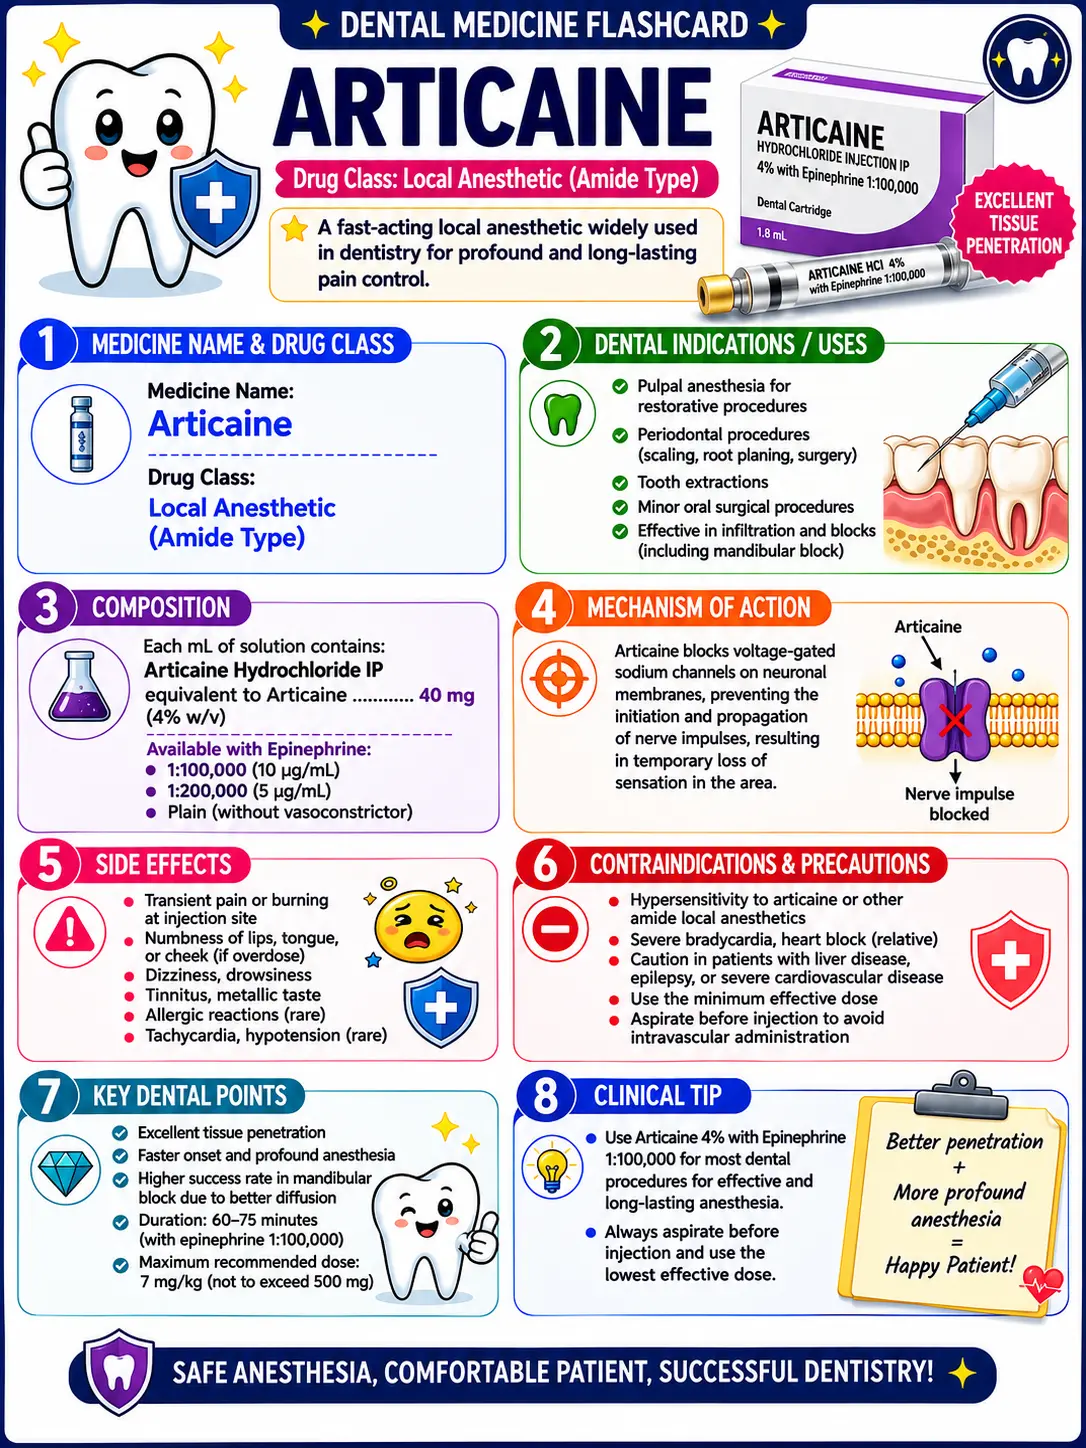 DENTAL MEDICINE FLASHCARD
ARTICAINE
Drug Class: Local Anesthetic (Amide Type)
A fast-acting local anesthetic widely used
in dentistry for profound and long-lasting
pain control.
ARTICAINE
HYDROCHLORIDE INJECTION IP
4% with Epinephrine 1:100,000
Dental Cartridge
1.8 mL
ARTICAINE HCl 4%
with Epinephrine 1:100,000
EXCELLENT
TISSUE
PENETRATION
1 MEDICINE NAME & DRUG CLASS
Medicine Name:
Articaine
Drug Class:
Local Anesthetic
(Amide Type)
2 DENTAL INDICATIONS / USES
Pulpal anesthesia for
restorative procedures
Periodontal procedures
(scaling, root planing, surgery)
Tooth extractions
Minor oral surgical procedures
Effective in infiltration and blocks
(including mandibular block)
3 COMPOSITION
Each mL of solution contains:
Articaine Hydrochloride IP
equivalent to Articaine ............ 40 mg
(4% w/v)
Available with Epinephrine:
1:100,000 (10 µg/mL)
1:200,000 (5 µg/mL)
Plain (without vasoconstrictor)
4 MECHANISM OF ACTION
Articaine blocks voltage-gated
sodium channels on neuronal
membranes, preventing the
initiation and propagation
of nerve impulses, resulting
in temporary loss of
sensation in the area.
Articaine
Nerve impulse
blocked
5 SIDE EFFECTS
Transient pain or burning
at injection site
Numbness of lips, tongue,
or cheek (if overdose)
Dizziness, drowsiness
Tinnitus, metallic taste
Allergic reactions (rare)
Tachycardia, hypotension (rare)
6 CONTRAINDICATIONS & PRECAUTIONS
Hypersensitivity to articaine or other
amide local anesthetics
Severe bradycardia, heart block (relative)
Caution in patients with liver disease,
epilepsy, or severe cardiovascular disease
Use the minimum effective dose
Aspirate before injection to avoid
intravascular administration
7 KEY DENTAL POINTS
Excellent tissue penetration
Faster onset and profound anesthesia
Higher success rate in mandibular
block due to better diffusion
Duration: 60–75 minutes
(with epinephrine 1:100,000)
Maximum recommended dose:
7 mg/kg (not to exceed 500 mg)
8 CLINICAL TIP
Use Articaine 4% with Epinephrine
1:100,000 for most dental
procedures for effective and
long-lasting anesthesia.
Always aspirate before
injection and use the
lowest effective dose.
Better penetration
+
More profound
anesthesia
=
Happy Patient!
SAFE ANESTHESIA, COMFORTABLE PATIENT, SUCCESSFUL DENTISTRY!